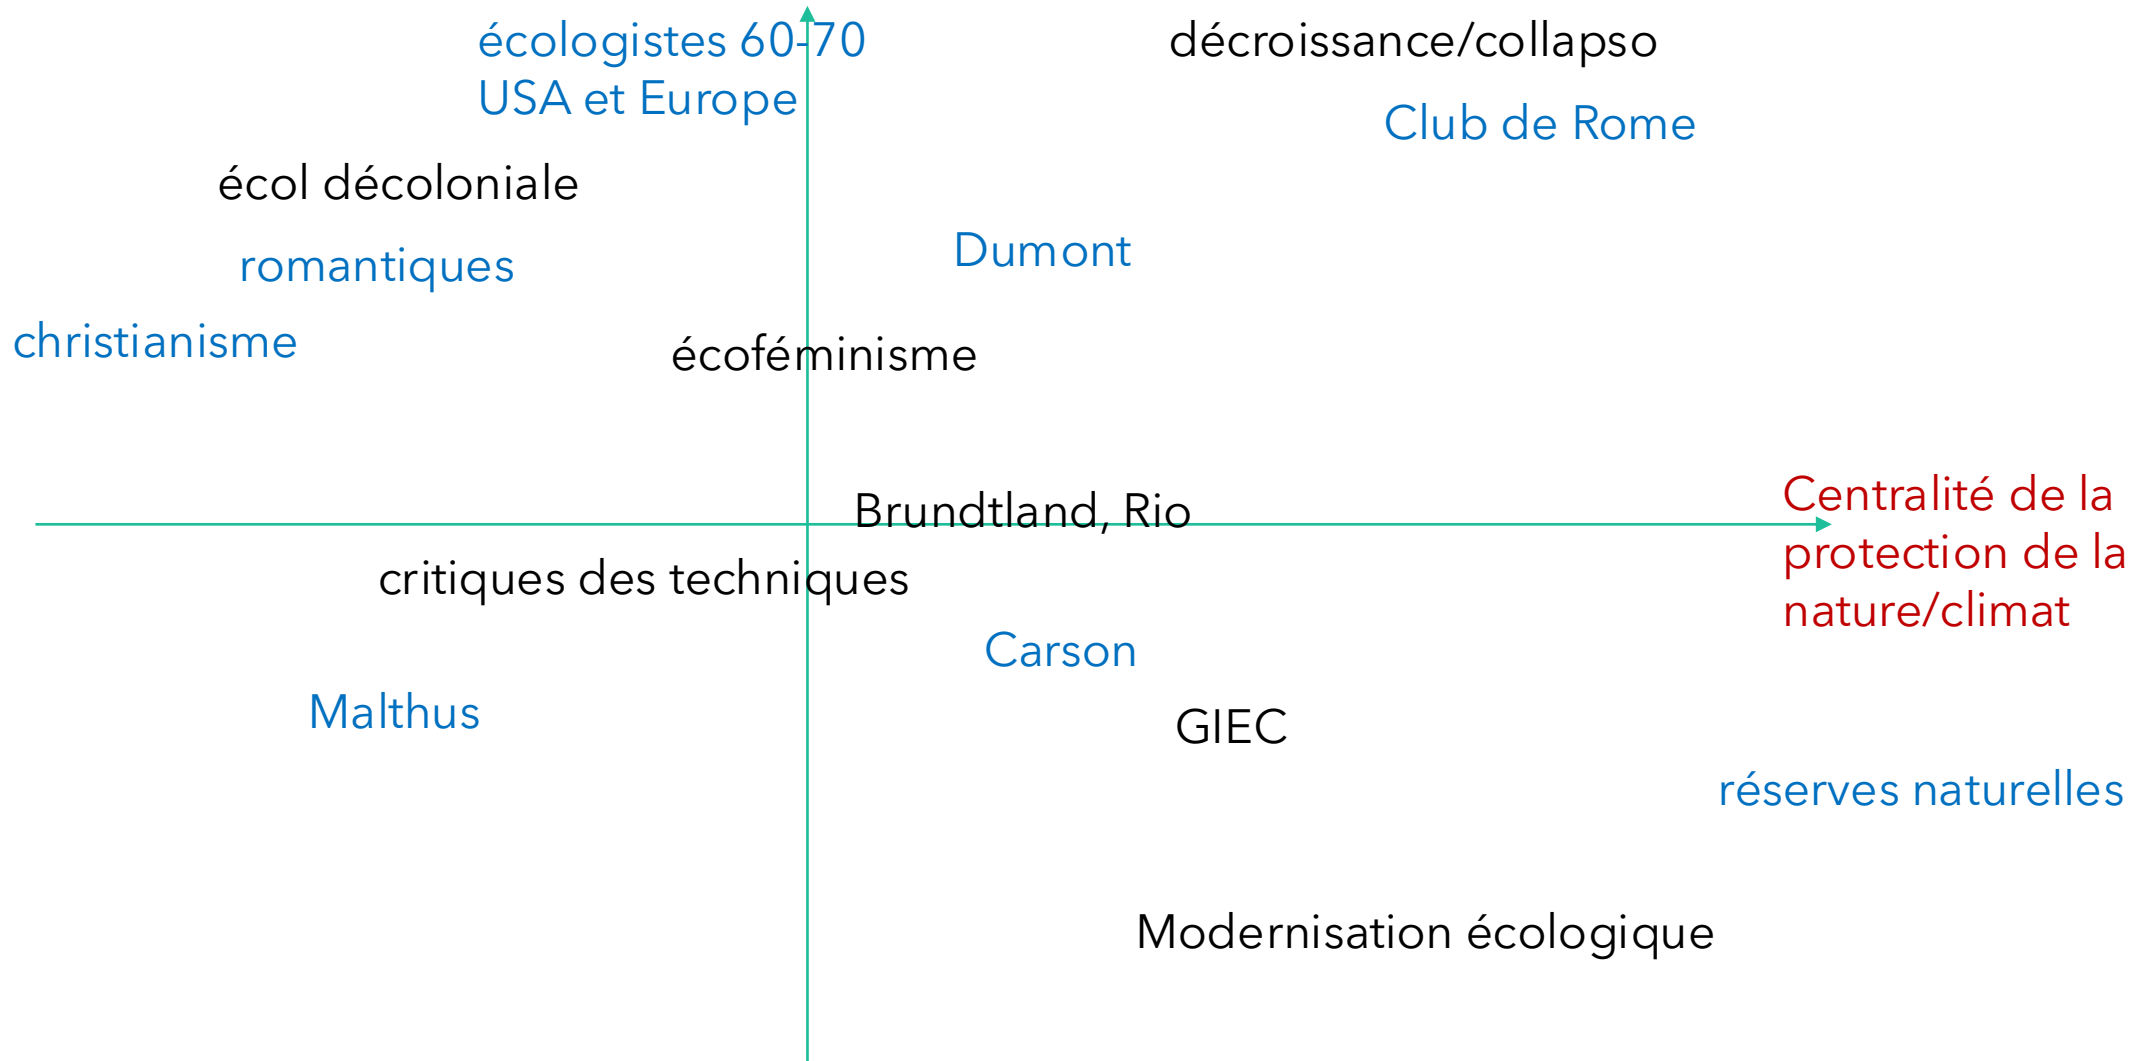 écologistes 60-70
USA et Europe
décroissance/collapso
Club de Rome
écol décoloniale
romantiques
Dumont
christianisme
écoféminisme
Brundtland, Rio
Centralité de la
protection de la
nature/climat
critiques des techniques
Carson
Malthus
GIEC
réserves naturelles
Modernisation écologique